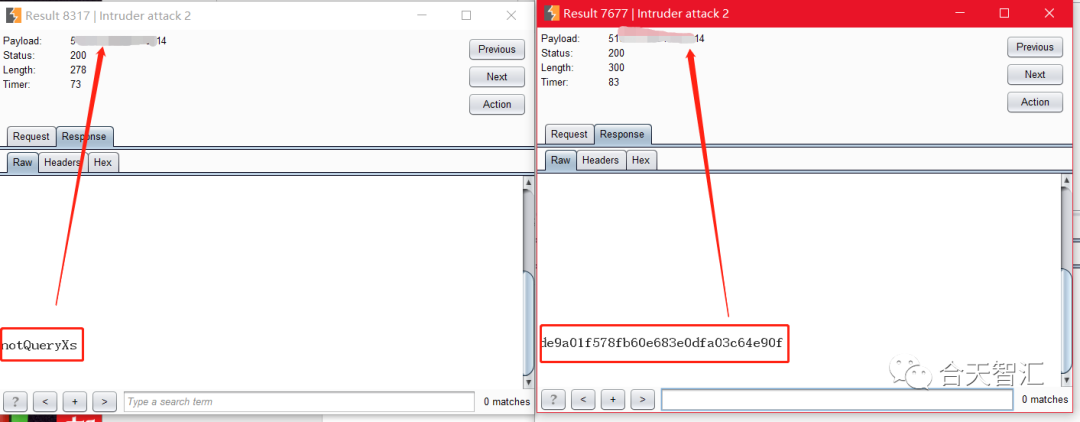 Result 8317 | Intruder attack 2
Payload: 5 14
Status: 200
Length: 278
Timer: 73
Previous
Next
Action
Request Response
Raw Headers Hex
notQueryXs
? < + > Type a search term 0 matches
Result 7677 | Intruder attack 2
Payload: 51 14
Status: 200
Length: 300
Timer: 83
Previous
Next
Action
Request Response
Raw Headers Hex
de9a01f578fb60e683e0dfa03c64e90f
合天智汇
? < + > 0 matches